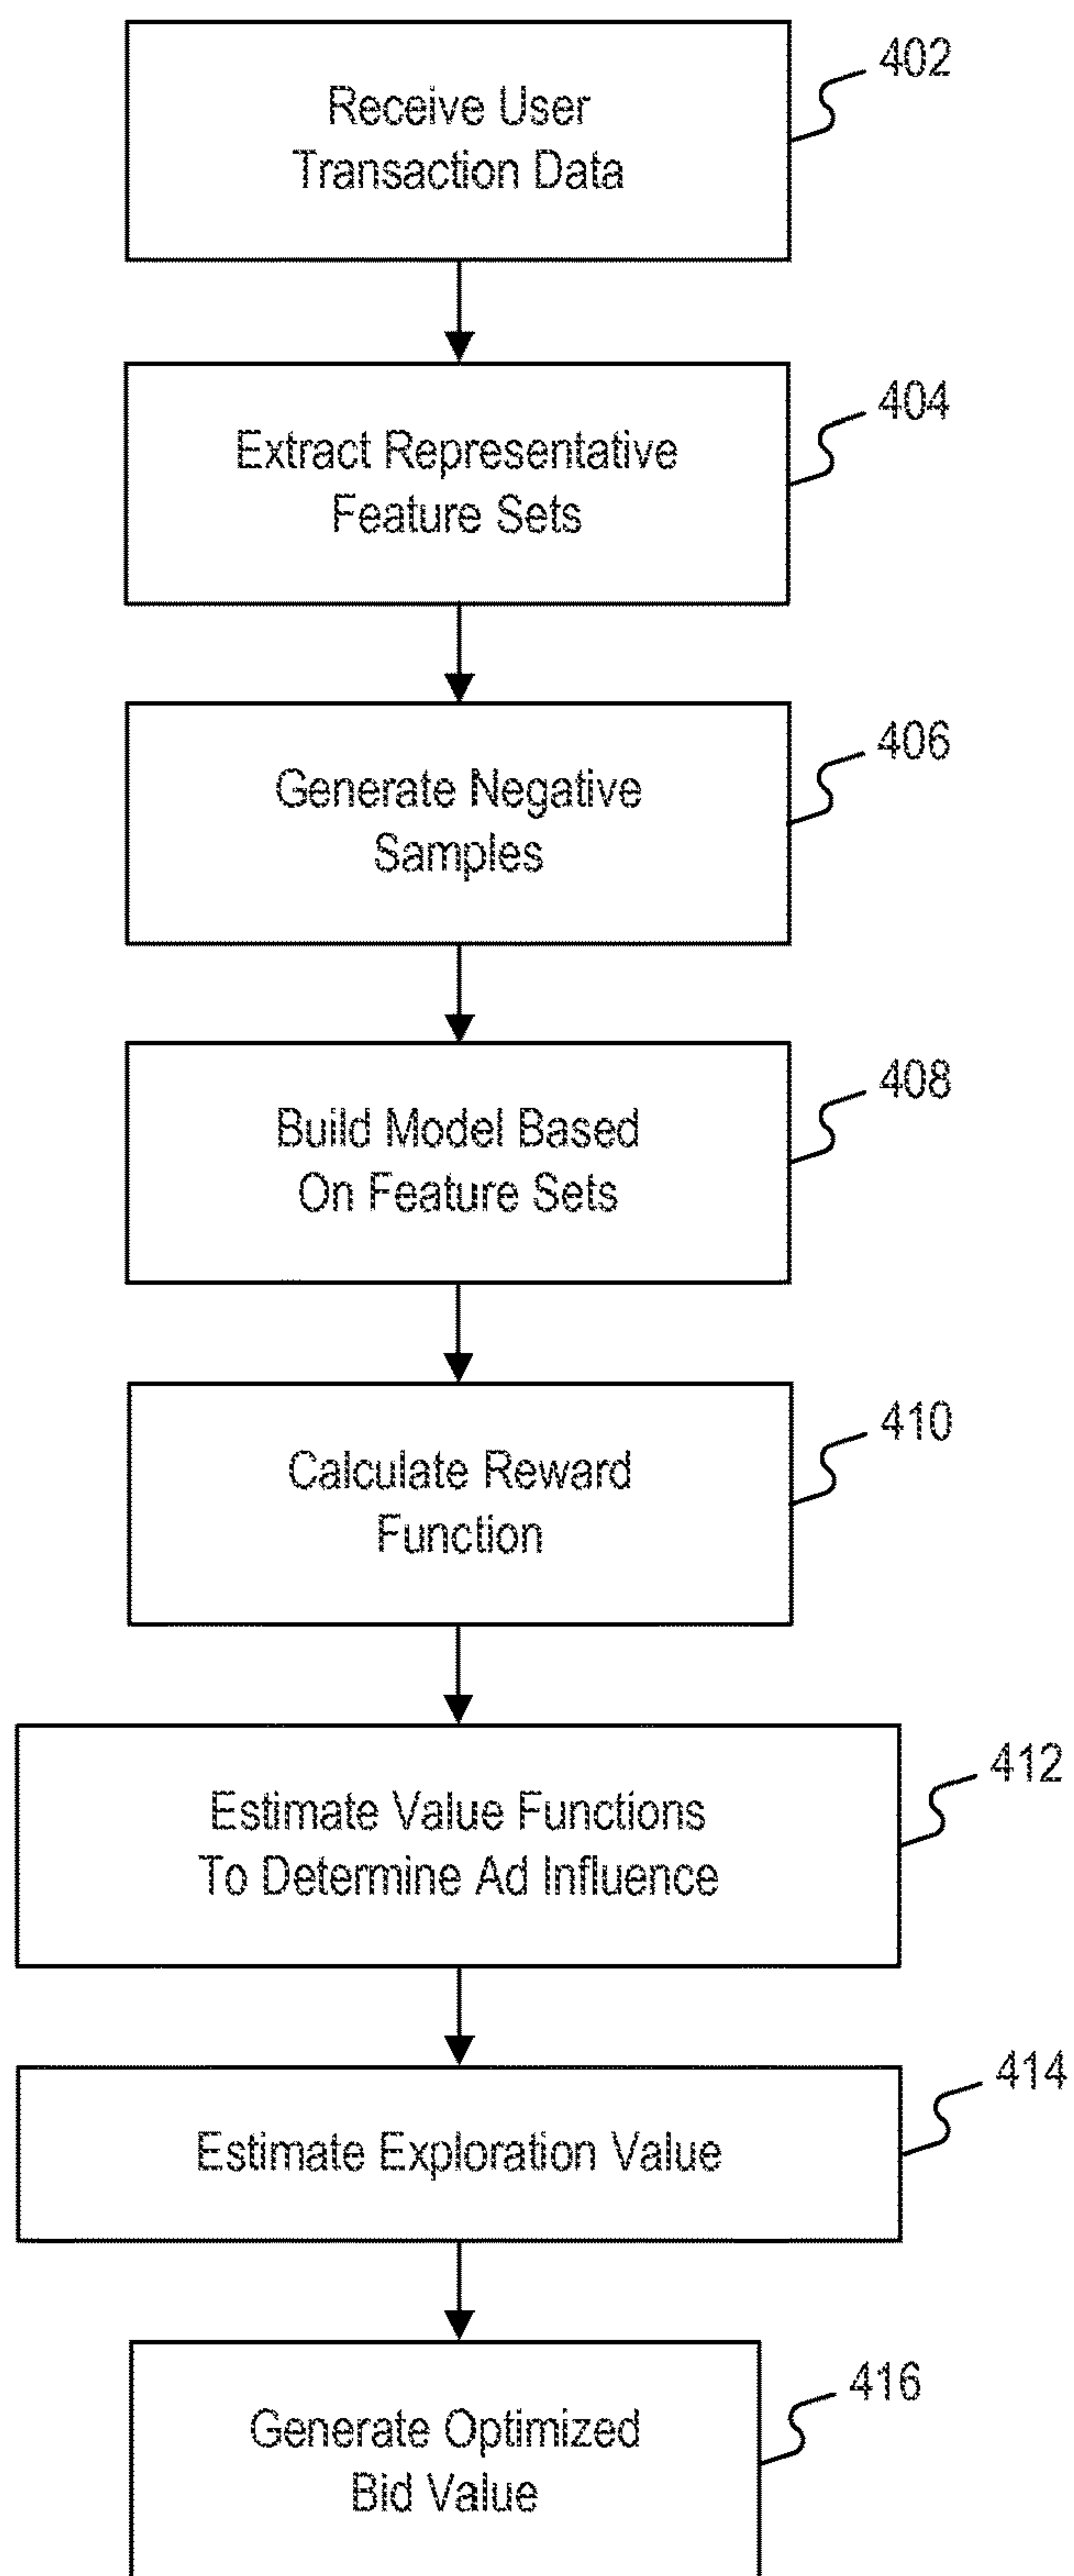 Receive User
Transaction Data
402
Extract Representative
Feature Sets
404
Generate Negative
Samples
406
Build Model Based
On Feature Sets
408
Calculate Reward
Function
410
Estimate Value Functions
To Determine Ad Influence
412
Estimate Exploration Value
414
Generate Optimized
Bid Value
416